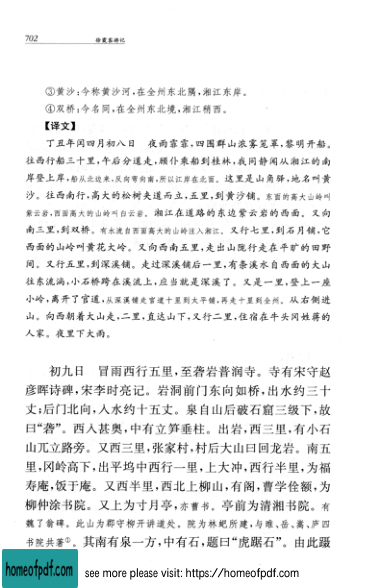 702
徐霞客游记
③黄沙:今称黄沙河,在全州东北隅,湘江东岸。
④双桥:今名同,在全州东北境,湘江稍西。
【译文】
丁丑年闰四月初八日 夜雨霏霏,四围群山浓雾笼罩,黎明开船。
往西行船三十里,午后分道走,顾仆乘船到桂林,我同静闻从湘江的南
岸登上岸,船从北边来,反向弯向南,所以江岸在北面。这里是山角驿,地名叫黄
沙。往西南行,高大的松树夹道而立,五里,到黄沙铺。东面的高大山岭叫
紫云岩,西面高大的山岭叫白云岩。湘江在道路的东边紫云岩的西面。又向
南三里,到双桥。有水流自西面高大的山岭注入湘江。又行七里,到石月铺,它
西面的山岭叫黄花大岭。又向西南五里,走出山陇行走在平旷的田野
间。又行五里,到深溪铺。走过深溪铺后一里,有条溪水自西面的大山
往东流淌,小石桥跨在溪流上,应当就是深溪了。又是一里,登上一座
小岭,离开了官道,从深溪铺走官道十里到太平铺,再走十里到全州。从右侧进
山。向西朝着大山走,二里,直达山下,又行二里,住宿在牛头冈姓蒋的
人家。夜里下大雨。
初九日 冒雨西行五里,至砻岩普润寺。寺有宋守赵
彦晖诗碑,宋李时亮记。岩洞前门东向如桥,出水约三十
丈;后门北向,入水约十五丈。泉自山后破石窟三级下,故
曰“砻”。西入甚奥,中有立笋垂柱。出岩,西三里,有小石
山兀立路旁。又西三里,张家村,村后大山曰回龙岩。南五
里,冈岭高下,出平坞中西行一里,上大冲,西行半里,为福
寿庵,饭于庵。又西半里,西北上柳山,有阁,曹学佺额,为
柳仲涂书院。又上为寸月亭,亦曹书。亭前为清湘书院。有
魏了翁碑。此山为郡守柳开讲道处。院为林岊所建,与睢、岳、嵩、庐四
书院共著①。其南有泉一方,中有石,题曰“虎踞石”。由此蹑
homeofpdf.com
see more please visit: https://homeofpdf.com